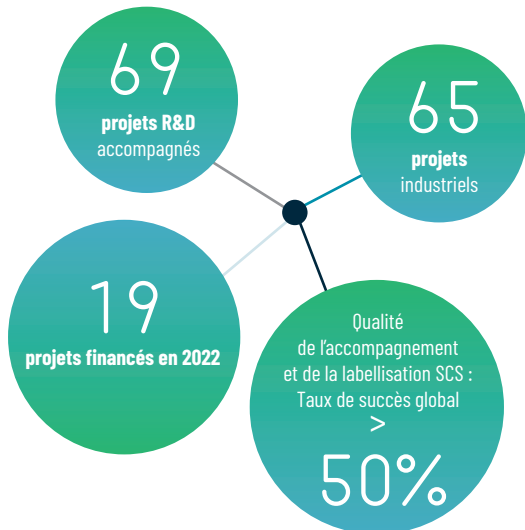 69
projets R&D
accompagnés
65
projets
industriels
19
projets financés en 2022
Qualité
de l'accompagnement
et de la labellisation SCS :
Taux de succès global
>
50%